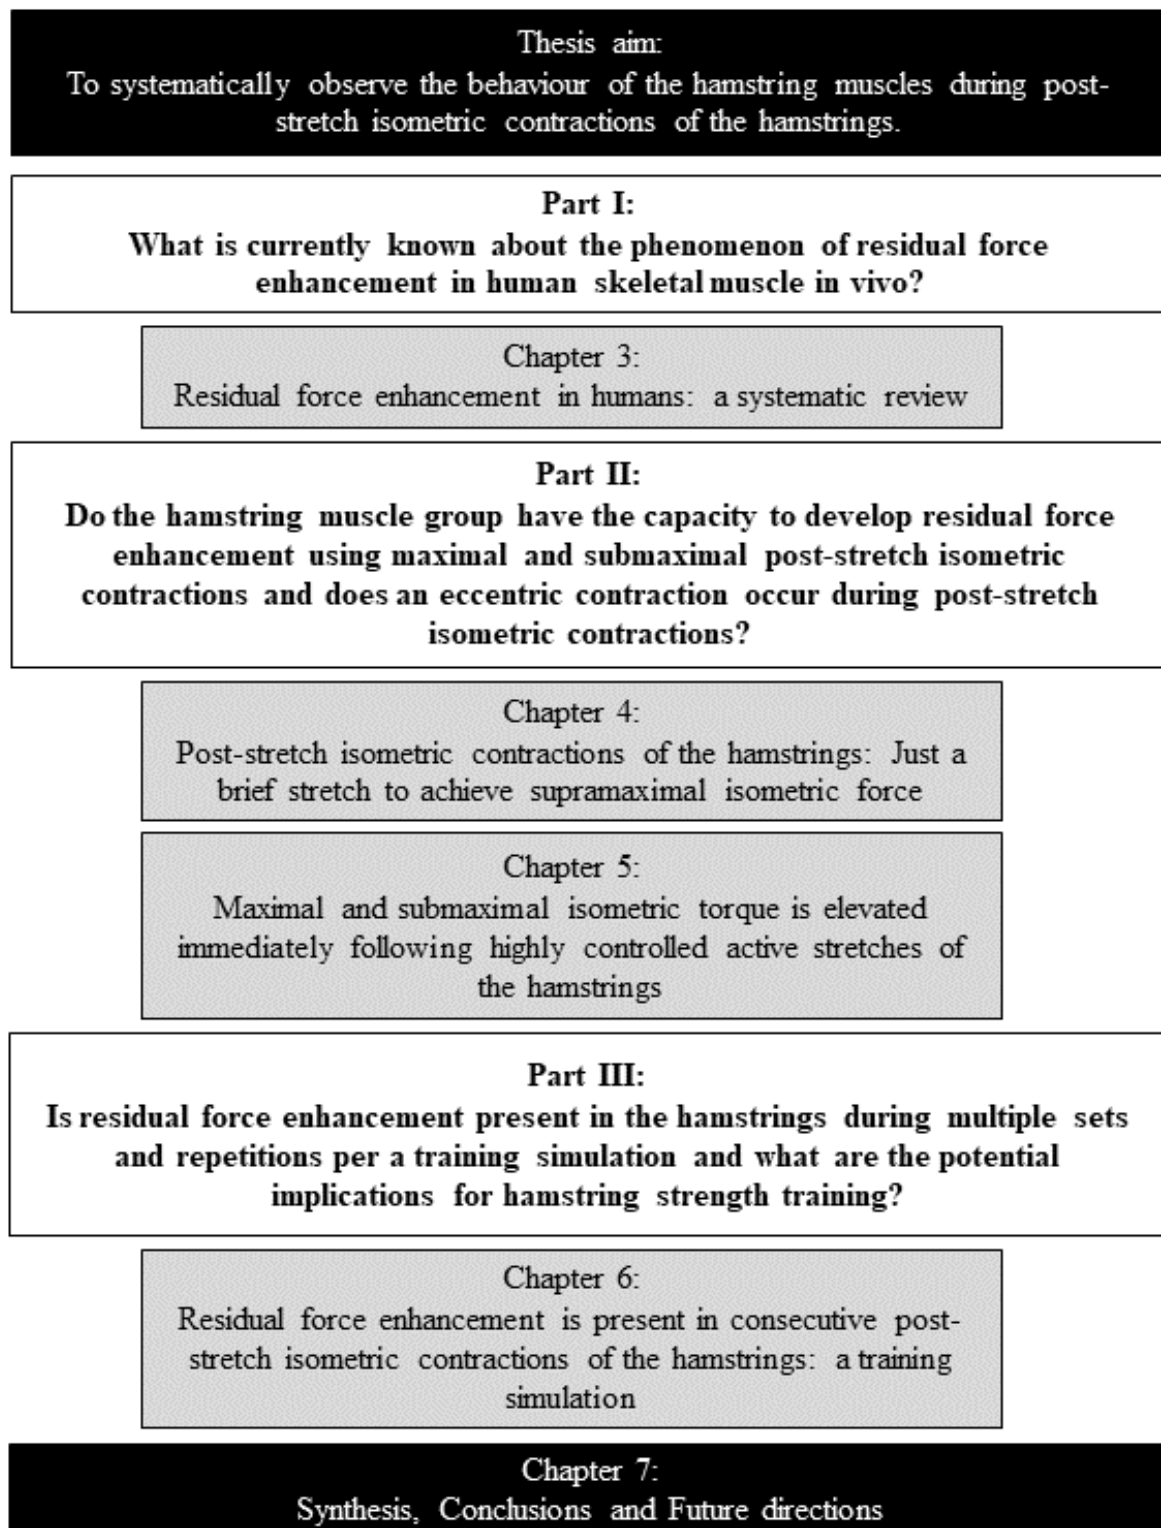 Thesis aim:
To systematically observe the behaviour of the hamstring muscles during post-
stretch isometric contractions of the hamstrings.
Part I:
What is currently known about the phenomenon of residual force
enhancement in human skeletal muscle in vivo?
Chapter 3:
Residual force enhancement in humans: a systematic review
Part II:
Do the hamstring muscle group have the capacity to develop residual force
enhancement using maximal and submaximal post-stretch isometric
contractions and does an eccentric contraction occur during post-stretch
isometric contractions?
Chapter 4:
Post-stretch isometric contractions of the hamstrings: Just a
brief stretch to achieve supramaximal isometric force
Chapter 5:
Maximal and submaximal isometric torque is elevated
immediately following highly controlled active stretches of
the hamstrings
Part III:
Is residual force enhancement present in the hamstrings during multiple sets
and repetitions per a training simulation and what are the potential
implications for hamstring strength training?
Chapter 6:
Residual force enhancement is present in consecutive post-
stretch isometric contractions of the hamstrings: a training
simulation
Chapter 7:
Synthesis, Conclusions and Future directions